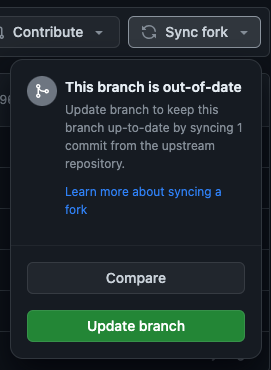 Contribute
Sync fork
This branch is out-of-date
Update branch to keep this
branch up-to-date by syncing 1
commit from the upstream
repository.
Learn more about syncing a
fork
Compare
Update branch